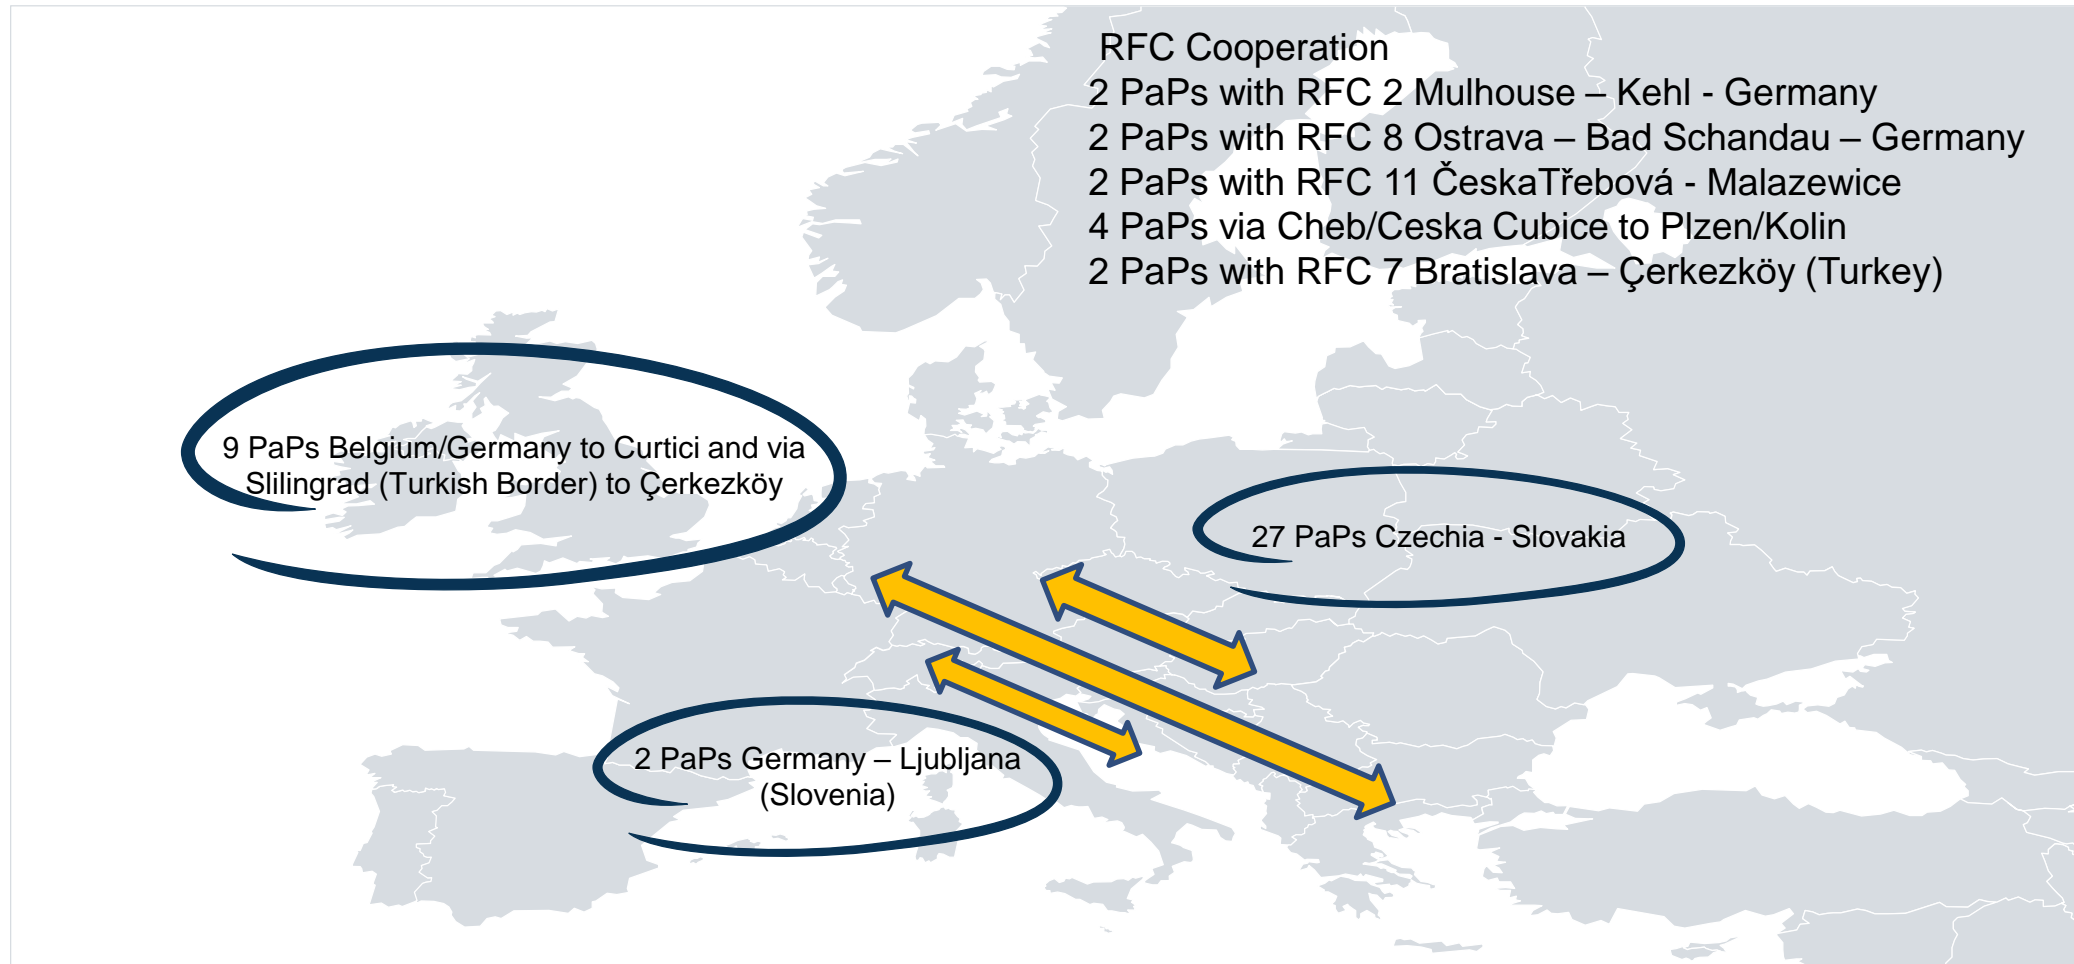 RFC Cooperation
2 PaPs with RFC 2 Mulhouse – Kehl - Germany
2 PaPs with RFC 8 Ostrava – Bad Schandau – Germany
2 PaPs with RFC 11 ČeskaTřebová - Malazewice
4 PaPs via Cheb/Ceska Cubice to Plzen/Kolin
2 PaPs with RFC 7 Bratislava – Çerkezköy (Turkey)
9 PaPs Belgium/Germany to Curtici and via
Slilingrad (Turkish Border) to Çerkezköy
27 PaPs Czechia - Slovakia
2 PaPs Germany – Ljubljana
(Slovenia)